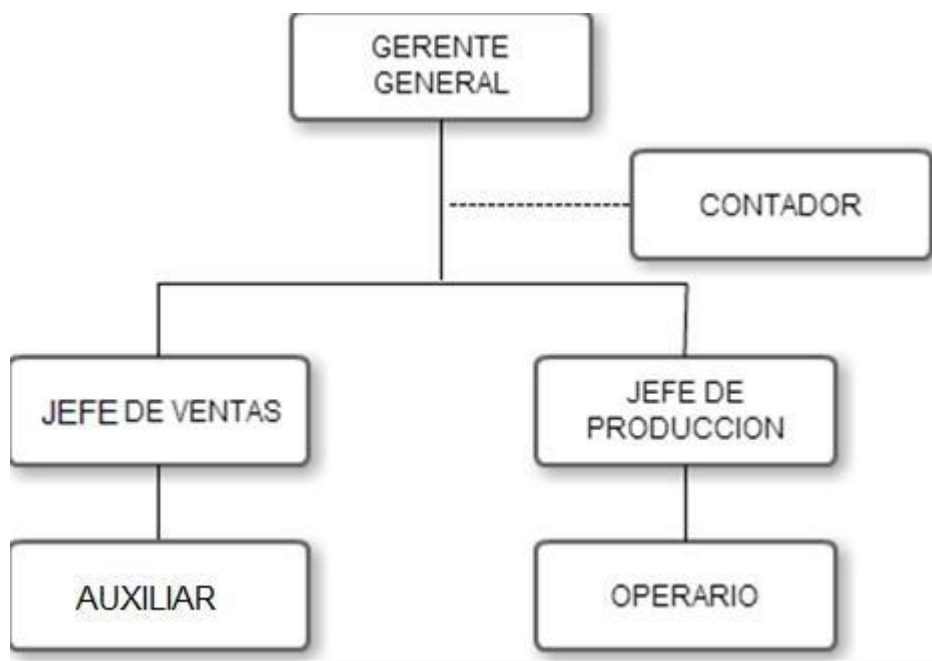 GERENTE
GENERAL
CONTADOR
JEFE DE VENTAS
JEFE DE
PRODUCCION
AUXILIAR
OPERARIO